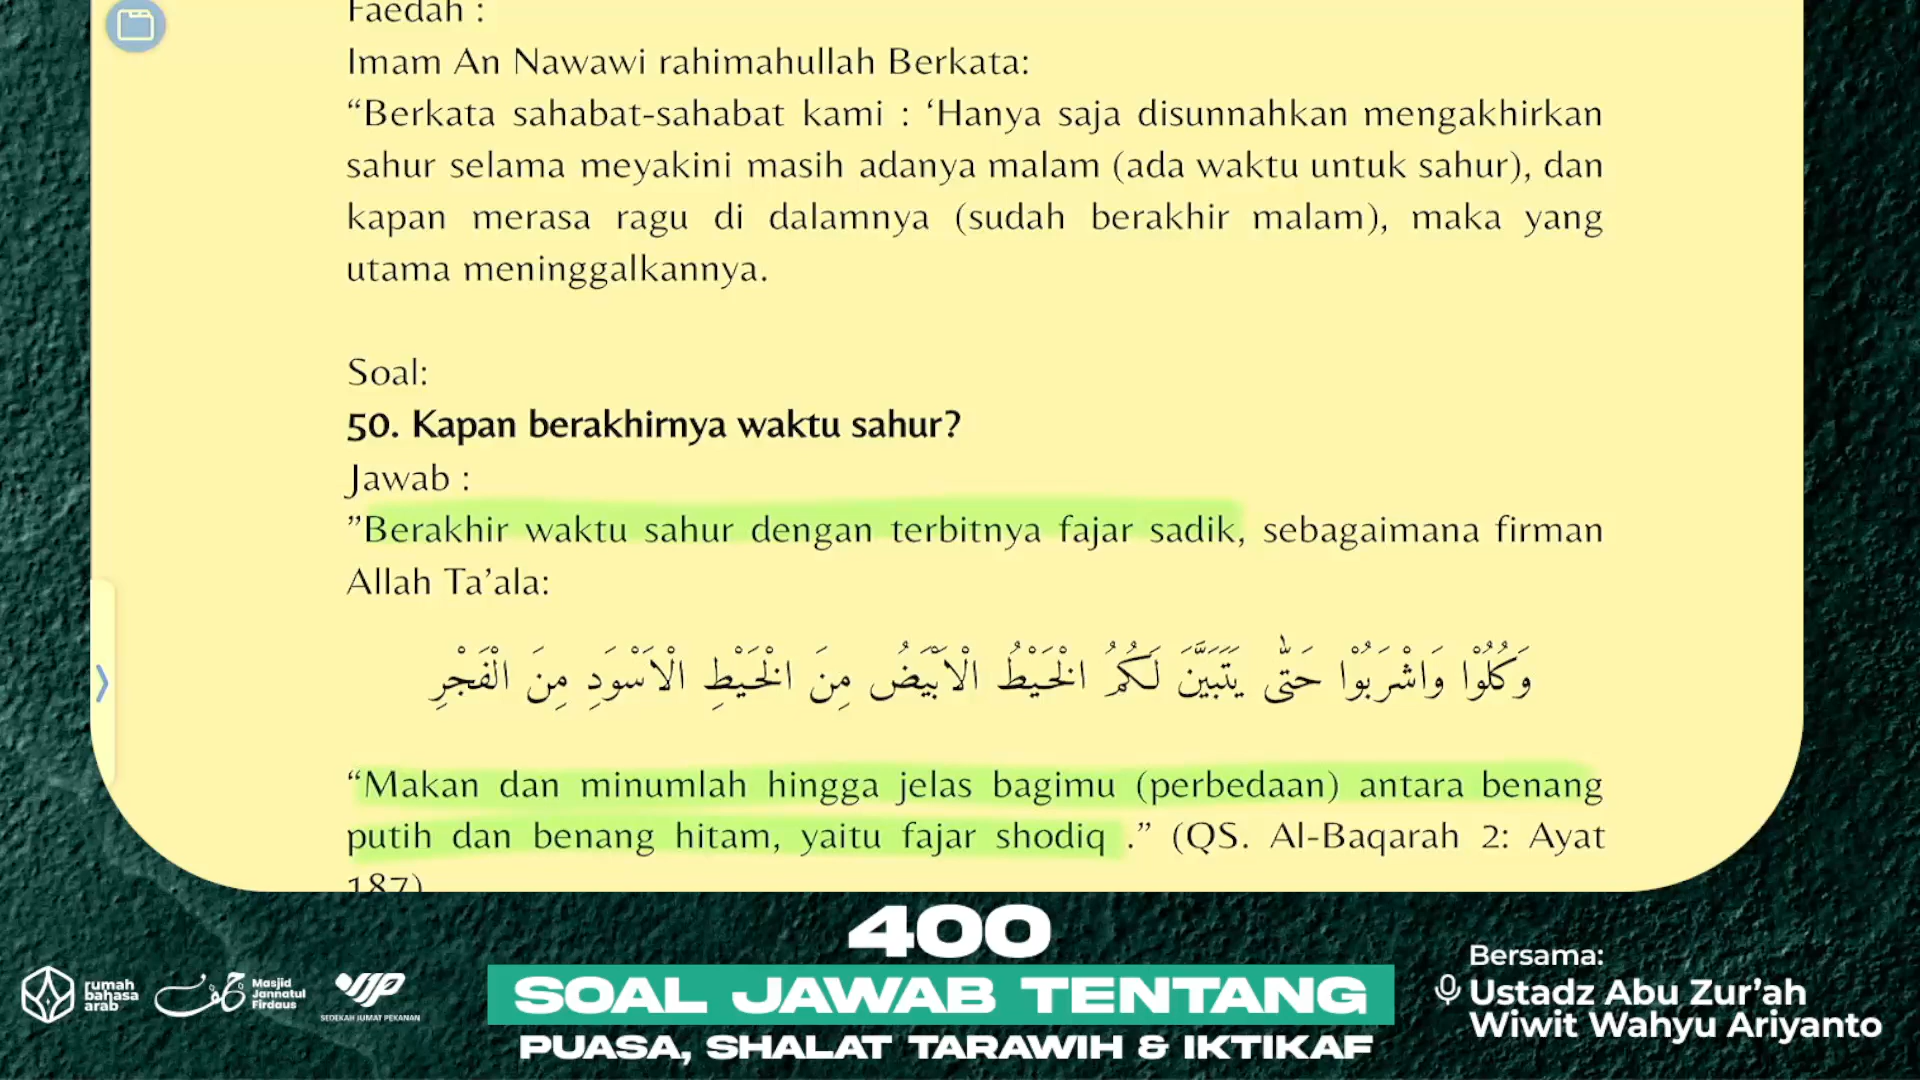 Faedah :
Imam An Nawawi rahimahullah Berkata:
“Berkata sahabat-sahabat kami : ‘Hanya saja disunnahkan mengakhirkan
sahur selama meyakini masih adanya malam (ada waktu untuk sahur), dan
kapan merasa ragu di dalamnya (sudah berakhir malam), maka yang
utama meninggalkannya.
Soal:
50. Kapan berakhirnya waktu sahur?
Jawab :
”Berakhir waktu sahur dengan terbitnya fajar sadik, sebagaimana firman
Allah Ta’ala:
وَكُلُوْا وَاشْرَبُوْا حَتّٰى يَتَبَيَّنَ لَكُمُ الْخَيْطُ الْاَبْيَضُ مِنَ الْخَيْطِ الْاَسْوَدِ مِنَ الْفَجْرِ
“Makan dan minumlah hingga jelas bagimu (perbedaan) antara benang
putih dan benang hitam, yaitu fajar shodiq .” (QS. Al-Baqarah 2: Ayat
187)
400
SOAL JAWAB TENTANG
PUASA, SHALAT TARAWIH & IKTIKAF
Bersama:
Ustadz Abu Zur’ah
Wiwit Wahyu Ariyanto
rumah
bahasa
arab
Masjid
Jannatul
Firdaus
SEDEKAH JUMAT PEKANAN